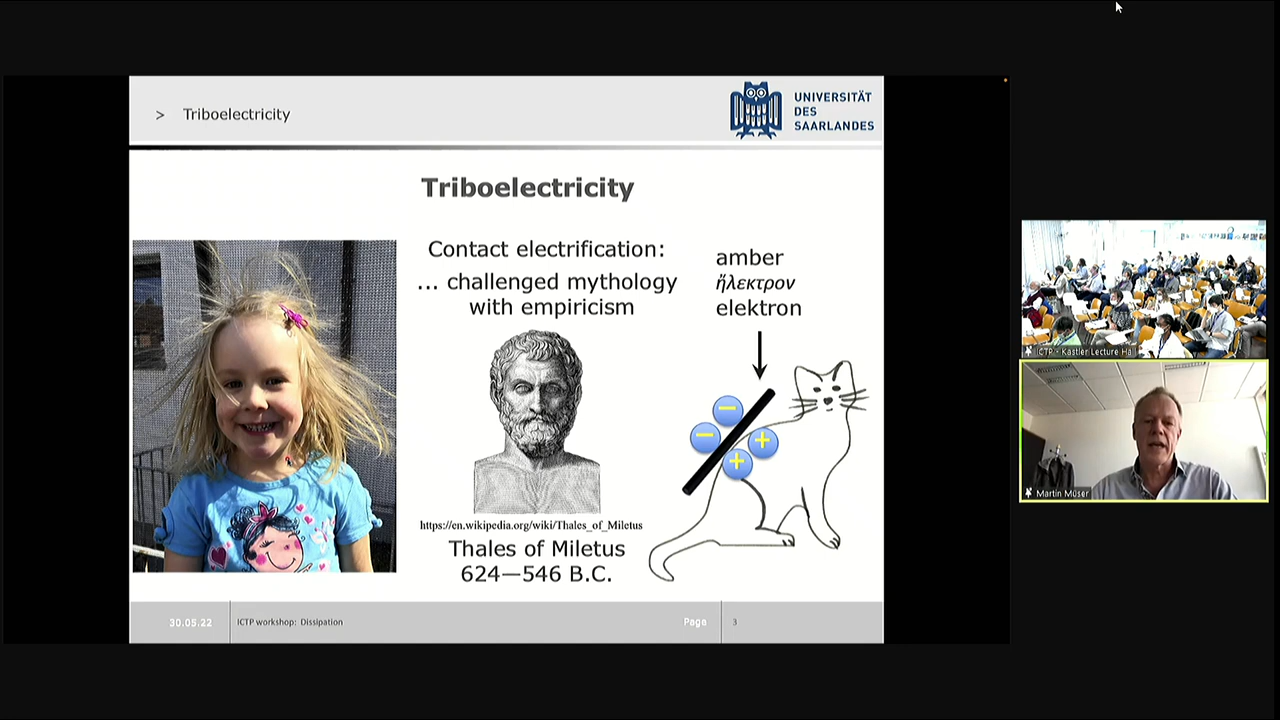 > Triboelectricity
UNIVERSITÄT
DES
SAARLANDES
Triboelectricity
Contact electrification:
... challenged mythology
with empiricism
amber
ἤλεκτρον
elektron
https://en.wikipedia.org/wiki/Thales_of_Miletus
Thales of Miletus
624—546 B.C.
30.05.22
ICTP workshop: Dissipation
Page
3
ICTP - Kastler Lecture Ha
Martin Müser